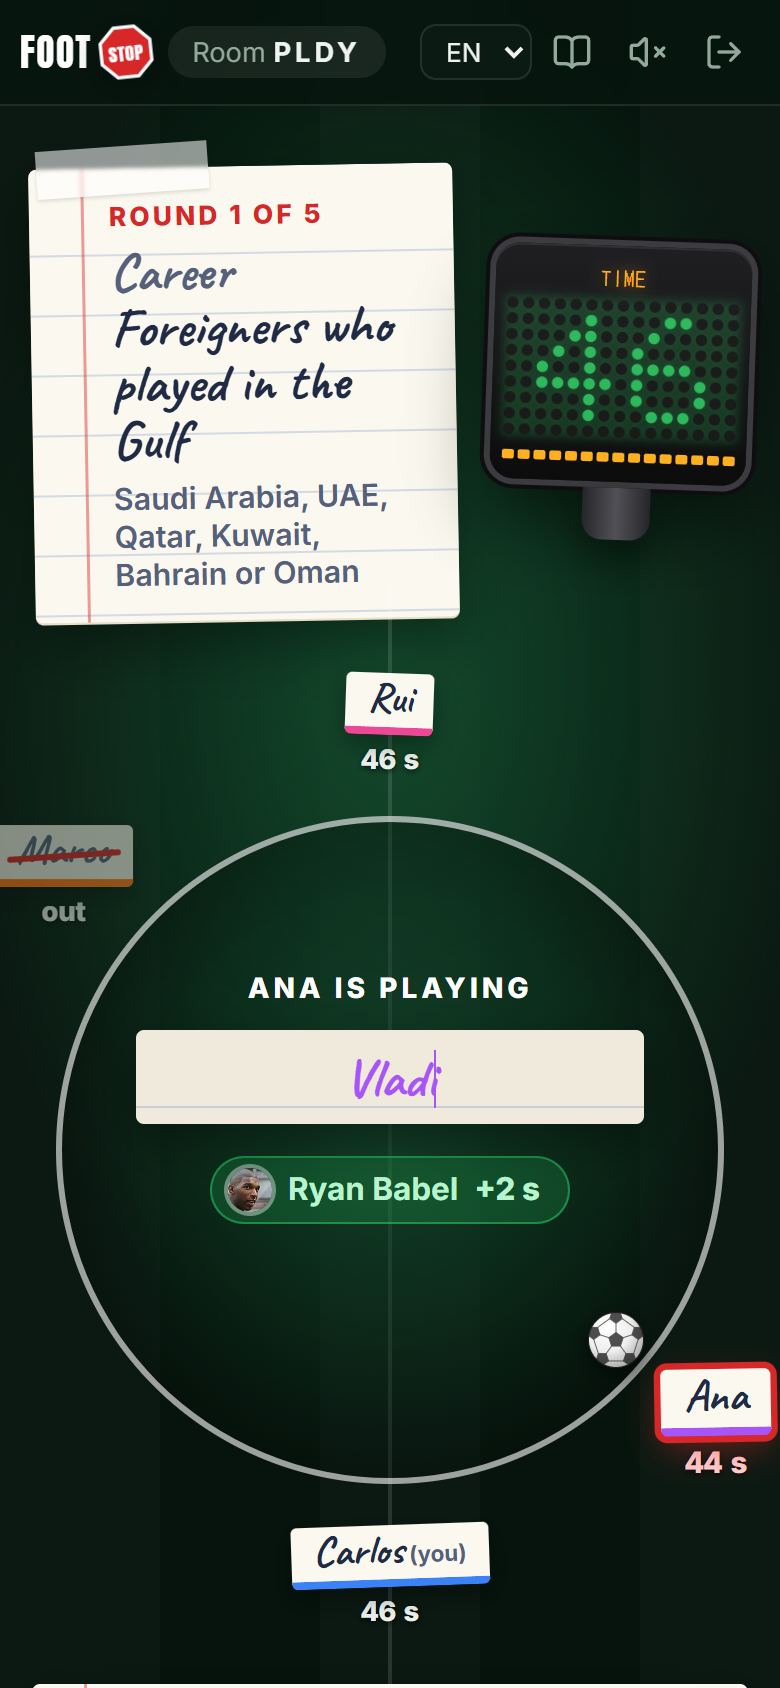 FOOT STOP Room PLDY EN
ROUND 1 OF 5
Career
Foreigners who
played in the
Gulf
Saudi Arabia, UAE,
Qatar, Kuwait,
Bahrain or Oman
TIME
46
Rui
46 s
Marco
out
ANA IS PLAYING
Vladi
Ryan Babel +2 s
Ana
44 s
Carlos (you)
46 s